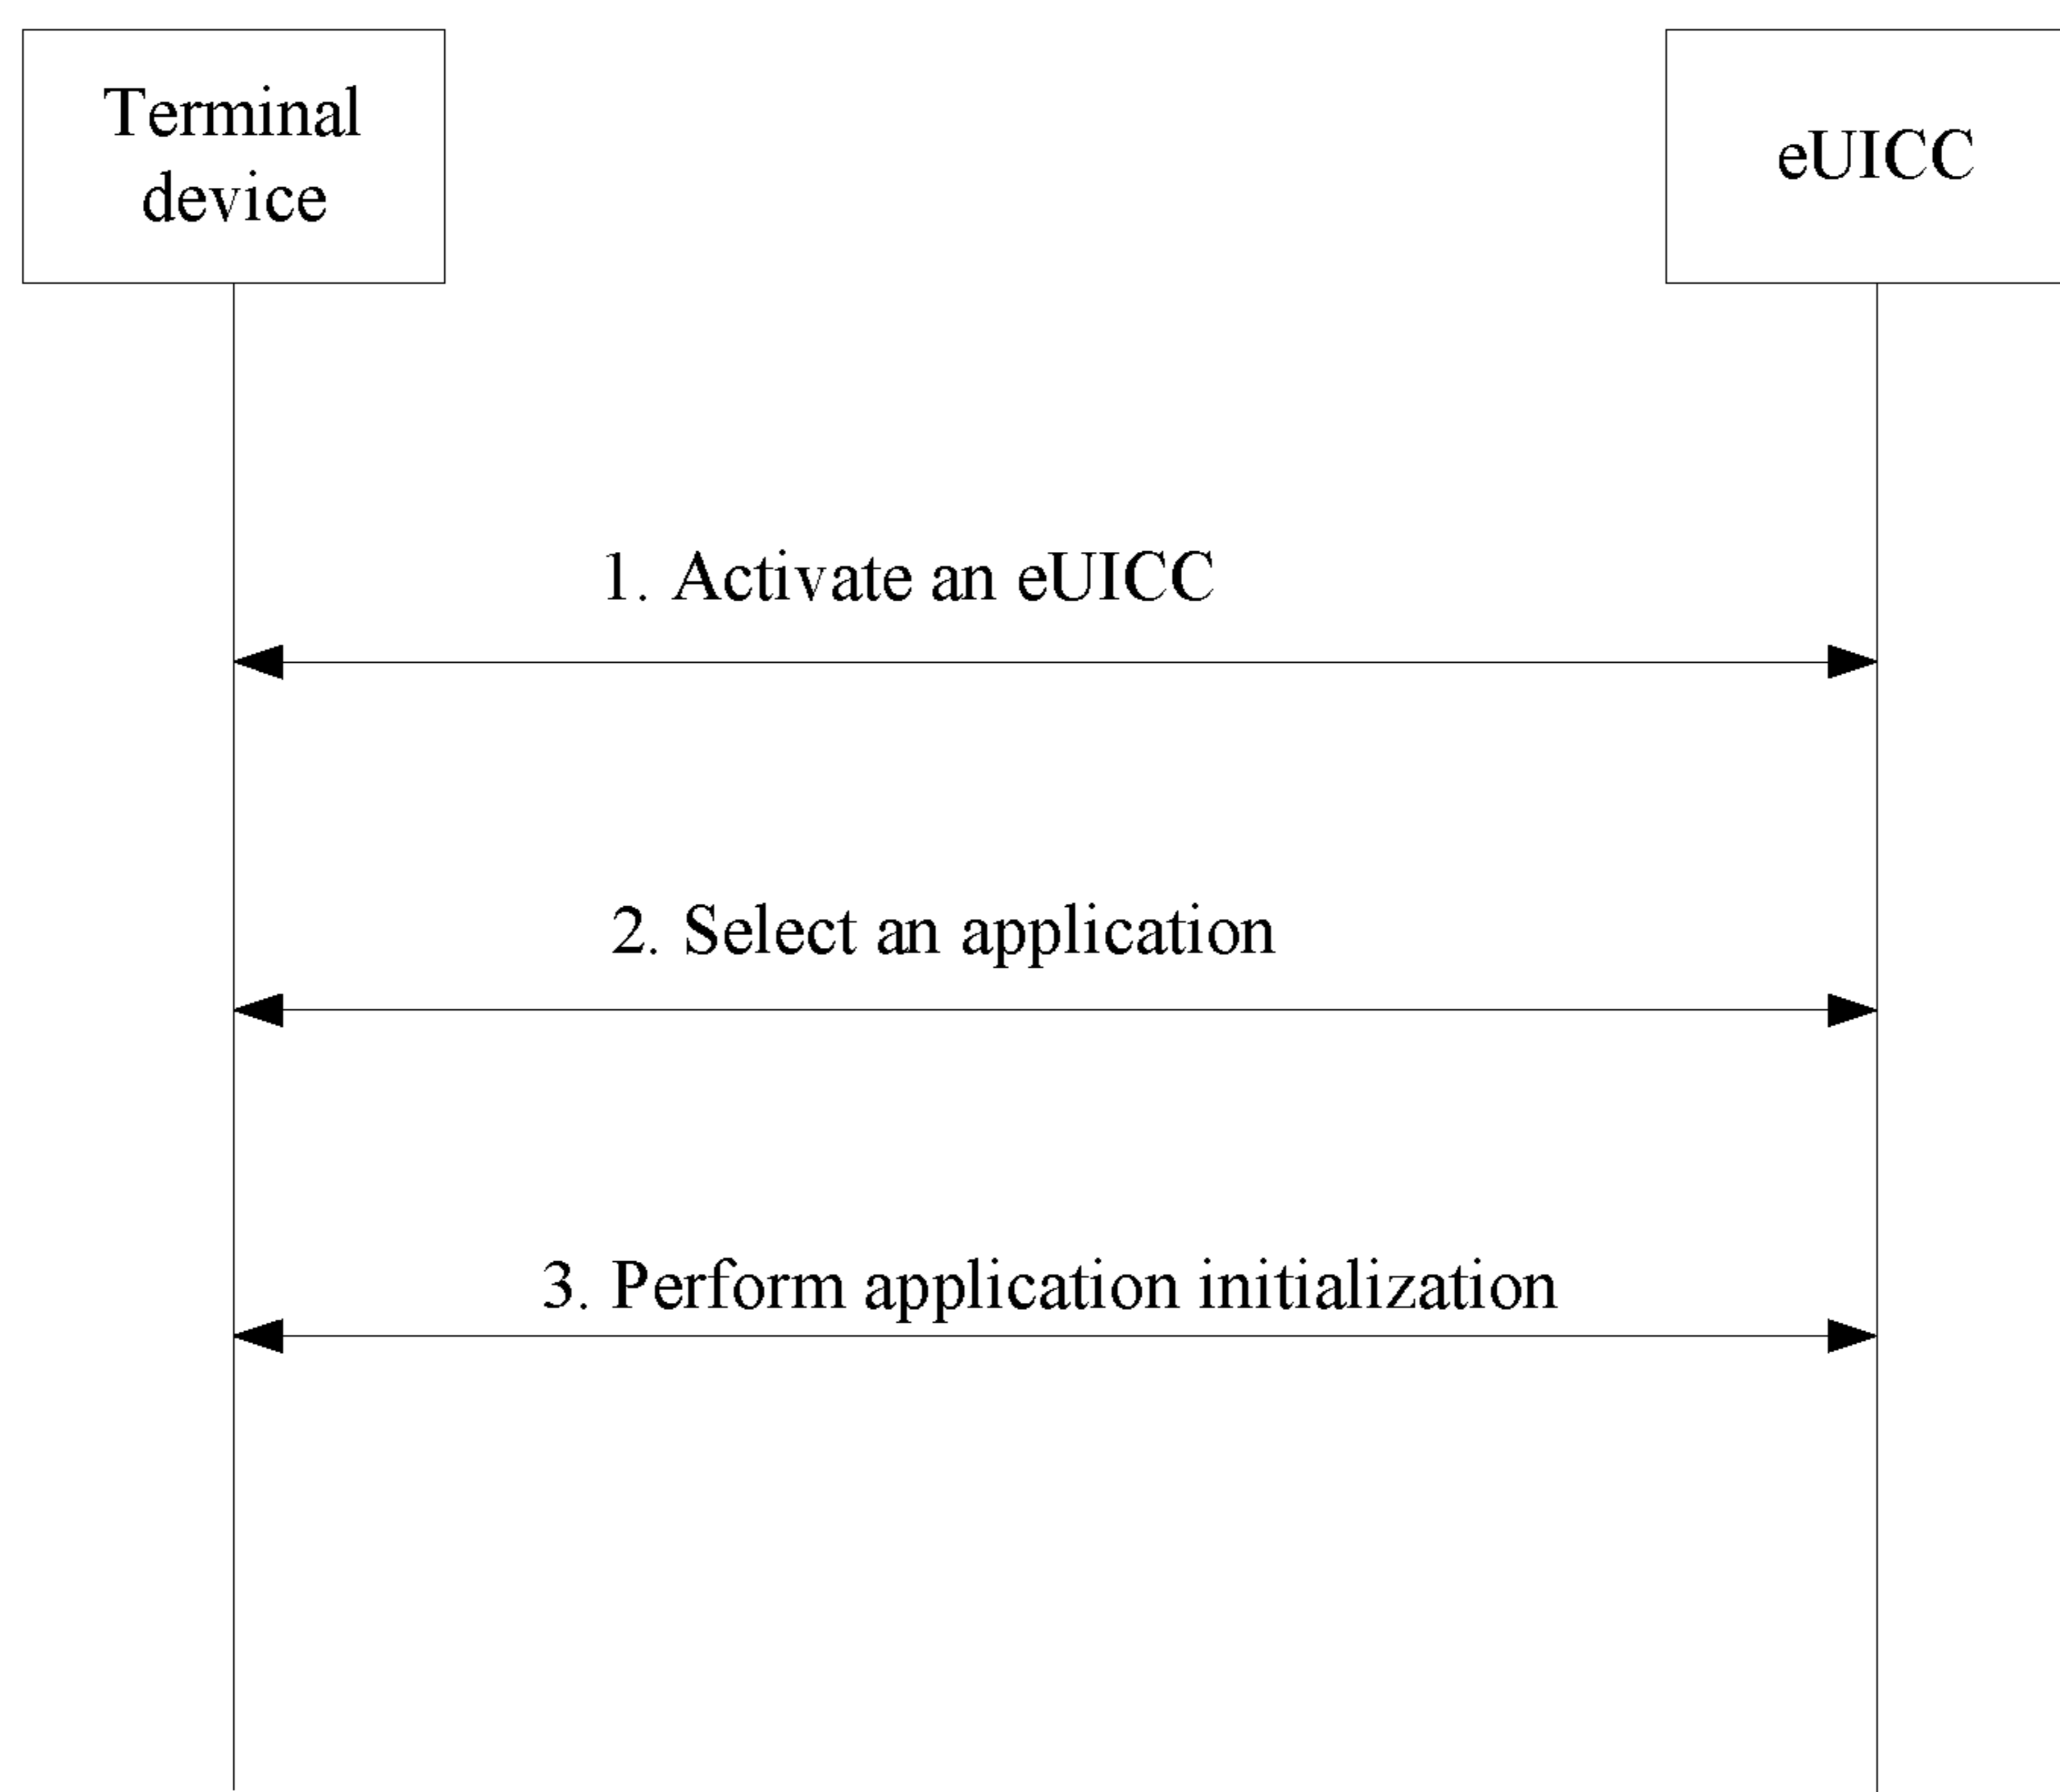 Terminal
device
eUICC
1. Activate an eUICC
2. Select an application
3. Perform application initialization